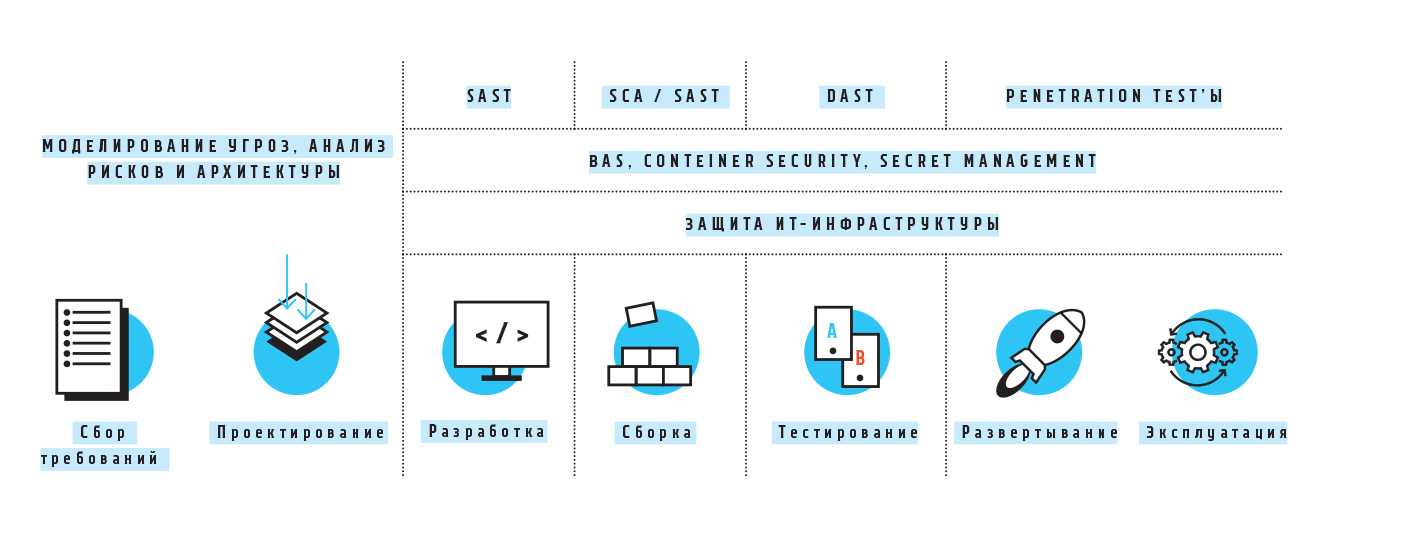 SAST
SCA / SAST
DAST
PENETRATION TEST'Ы
МОДЕЛИРОВАНИЕ УГРОЗ, АНАЛИЗ
РИСКОВ И АРХИТЕКТУРЫ
BAS, CONTEINER SECURITY, SECRET MANAGEMENT
ЗАЩИТА ИТ-ИНФРАСТРУКТУРЫ
</>
A
B
Сбор
требований
Проектирование
Разработка
Сборка
Тестирование
Развертывание
Эксплуатация